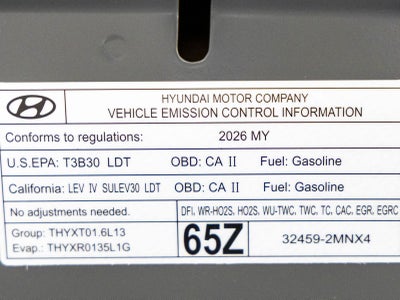 HYUNDAI MOTOR COMPANY
VEHICLE EMISSION CONTROL INFORMATION
Conforms to regulations: 2026 MY
U.S.EPA: T3B30 LDT OBD: CA II Fuel: Gasoline
California: LEV IV SULEV30 LDT OBD: CA II Fuel: Gasoline
No adjustments needed. DFI, WR-HO2S, HO2S, WU-TWC, TWC, TC, CAC, EGR, EGRC
Group: THYXT01.6L13
Evap.: THYXR0135L1G
65Z
32459-2MNX4